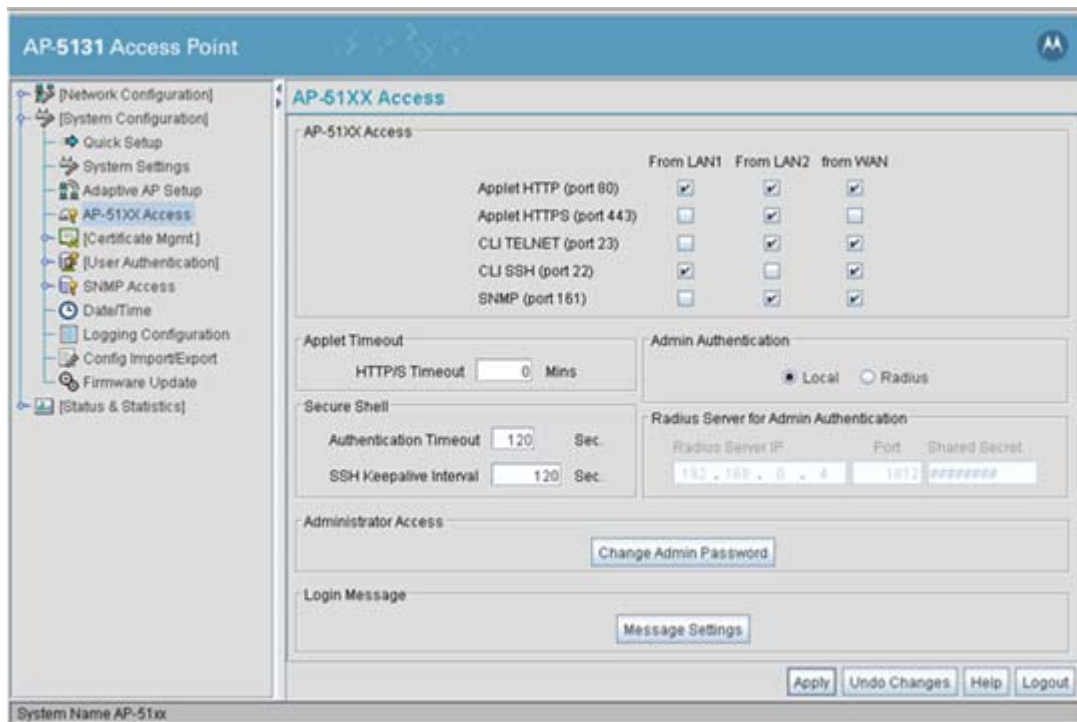 AP-5131 Access Point
[Network Configuration]
[System Configuration]
Quick Setup
System Settings
Adaptive AP Setup
AP-51XX Access
[Certificate Mgmt.]
[User Authentication]
SNMP Access
Date/Time
Logging Configuration
Config Import/Export
Firmware Update
[Status & Statistics]
AP-51XX Access
AP-51XX Access
From LAN1 From LAN2 from WAN
Applet HTTP (port 80)
Applet HTTPS (port 443)
CLI TELNET (port 23)
CLI SSH (port 22)
SNMP (port 161)
Applet Timeout
HTTP/S Timeout 0 Mins
Admin Authentication
Local Radius
Secure Shell
Authentication Timeout 120 Sec.
SSH Keepalive Interval 120 Sec.
Radius Server for Admin Authentication
Radius Server IP Port Shared Secret
192 . 168 . 0 . 4 1812 ########
Administrator Access
Change Admin Password
Login Message
Message Settings
Apply Undo Changes Help Logout
System Name AP-51xx